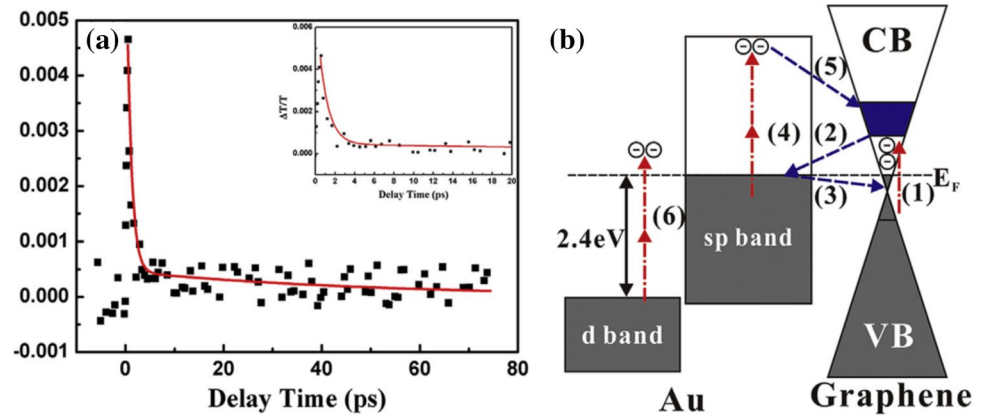 (a)
0.005
0.004
0.003
0.002
0.001
0.000
-0.001
0 20 40 60 80
Delay Time (ps)
ΔT/T
0.006
0.004
0.002
0.000
0 2 4 6 8 10 12 14 16 18 20
Delay Time (ps)
(b)
CB
(5)
(4)
(2)
(3)
(1)
E_F
(6)
2.4eV
sp band
d band
VB
Au
Graphene